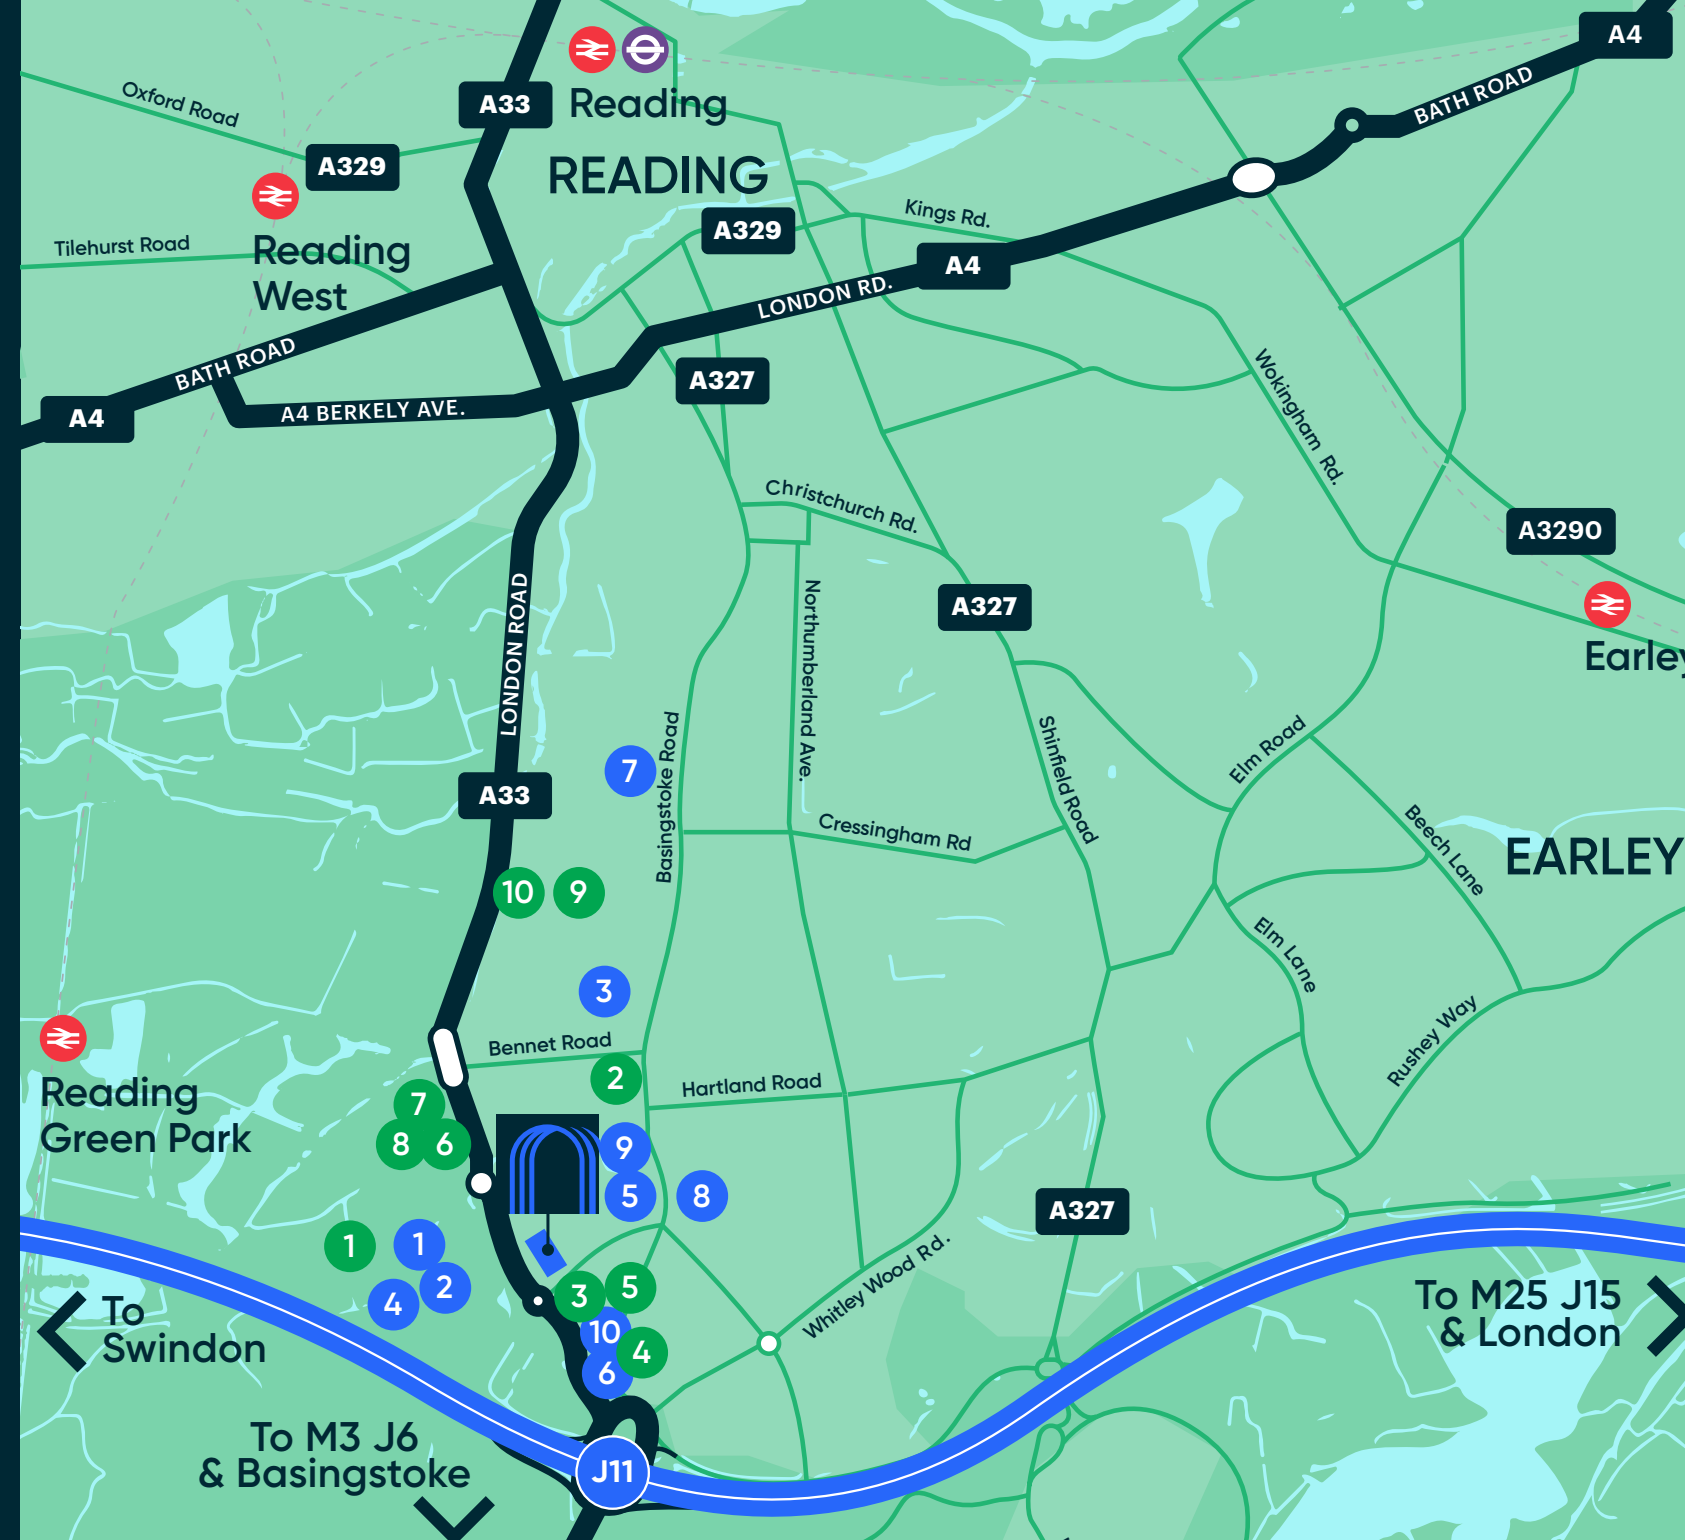 A4
BATH ROAD
Oxford Road
A33
Reading
A329
READING
Kings Rd.
A329
Tilehurst Road
Reading
West
A4
LONDON RD.
BATH ROAD
A327
A4
A4 BERKELY AVE.
Wokingham Rd.
Christchurch Rd.
A3290
LONDON ROAD
Northumberland Ave.
A327
Earley
Basingstoke Road
7
Shinfield Road
Elm Road
A33
Cressingham Rd
Beech Lane
EARLEY
10
9
Elm Lane
3
Bennet Road
Rushey Way
Reading
Green Park
2
Hartland Road
7
8
6
9
5
8
A327
1
1
2
4
3
5
Whitley Wood Rd.
To
Swindon
10
4
6
To M25 J15
& London
To M3 J6
& Basingstoke
J11